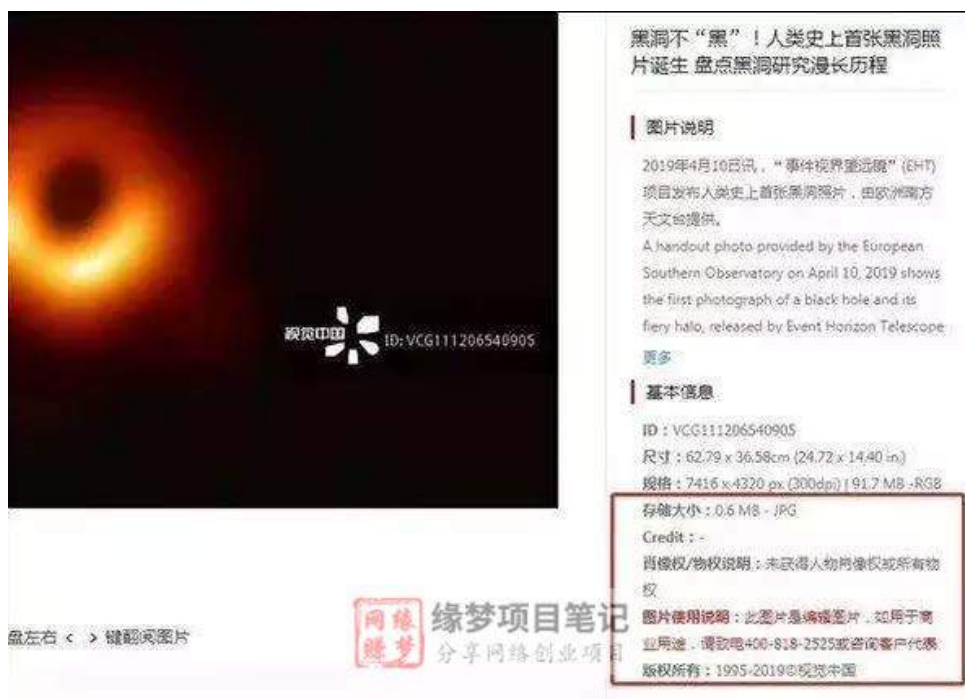 黑洞不“黑”！人类史上首张黑洞照
片诞生 盘点黑洞研究漫长历程
图片说明
2019年4月10日讯，“事件视界望远镜”(EHT)
项目发布人类史上首张黑洞照片，由欧洲南方
天文台提供。
A handout photo provided by the European
Southern Observatory on April 10, 2019 shows
the first photograph of a black hole and its
fiery halo, released by Event Horizon Telescope
更多
基本信息
ID：VCG111206540905
尺寸：62.79 x 36.58cm (24.72 x 14.40 in.)
规格：7416 x 4320 px (300dpi) | 91.7 MB -RGB
存储大小：0.6 MB - JPG
Credit：-
肖像权/物权说明：未获得人物肖像权或所有物
权
图片使用说明：此图片是编辑图片，如用于商
业用途，请致电400-818-2525或咨询客户代表
版权所有：1995-2019©视觉中国
视觉中国 ID: VCG111206540905
盘左右 < > 键翻阅图片
网缘
赚梦
缘梦项目笔记
分享网络创业项目